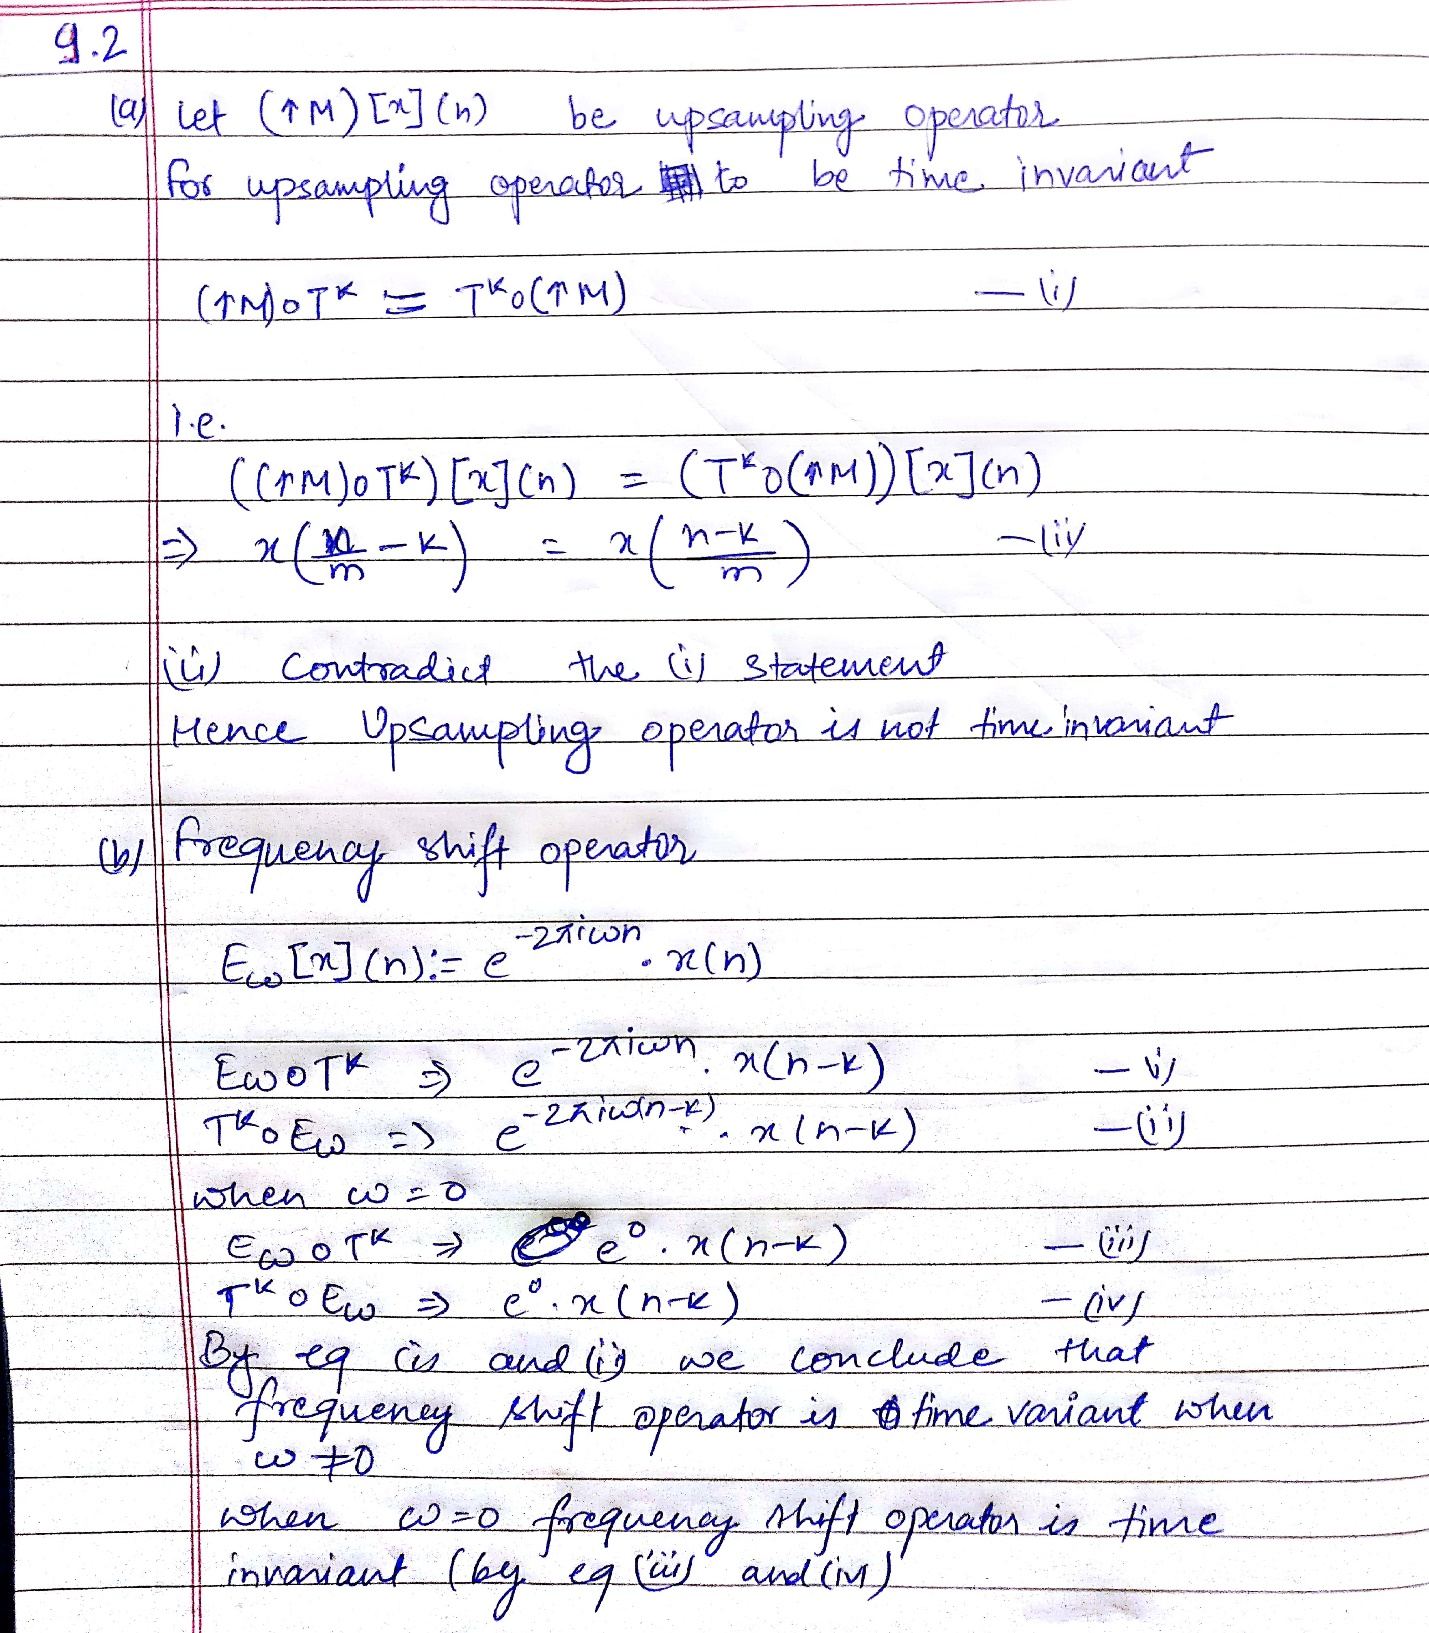 9.2
(a) Let (↑M)[x](n) be upsampling operator
for upsampling operator to be time invariant
(↑M)∘T^K = T^K∘(↑M) —(i)
i.e.
((↑M)∘T^K)[x](n) = (T^K∘(↑M))[x](n)
⇒ x(n/m - K) = x((n-K)/m) —(ii)
(ii) Contradict the (i) statement
Hence Upsampling operator is not time invariant
(b) frequency shift operator
E_ω[x](n) := e^{-2πiωn} . x(n)
E_ω∘T^K ⇒ e^{-2πiωn} . x(n-K) —(i)
T^K∘E_ω => e^{-2πiω(n-K)} . x(n-K) —(ii)
when ω=0
E_ω∘T^K ⇒ e^0 . x(n-K) —(iii)
T^K∘E_ω ⇒ e^0 . x(n-K) —(iv)
By eq (i) and (ii) we conclude that
frequency shift operator is time variant when
ω ≠ 0
when ω=0 frequency shift operator is time
invariant (by eq (iii) and (iv)